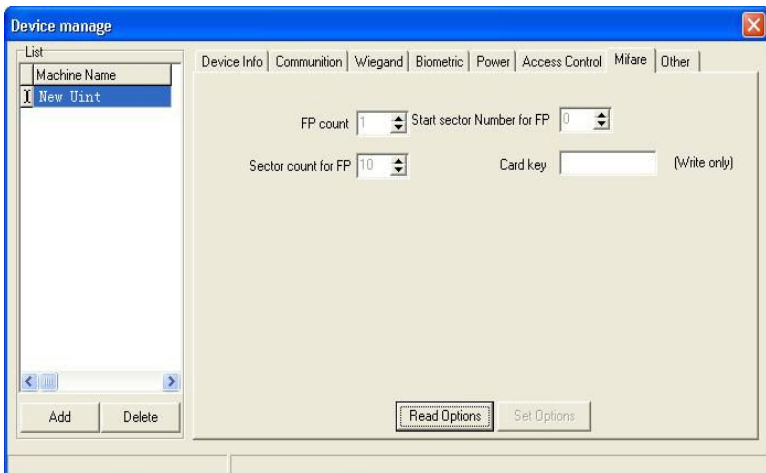 Device manage
List
Machine Name
New Uint
Device Info Communition Wiegand Biometric Power Access Control Mifare Other
FP count 1 Start sector Number for FP 0
Sector count for FP 10 Card key (Write only)
Add Delete
Read Options Set Options